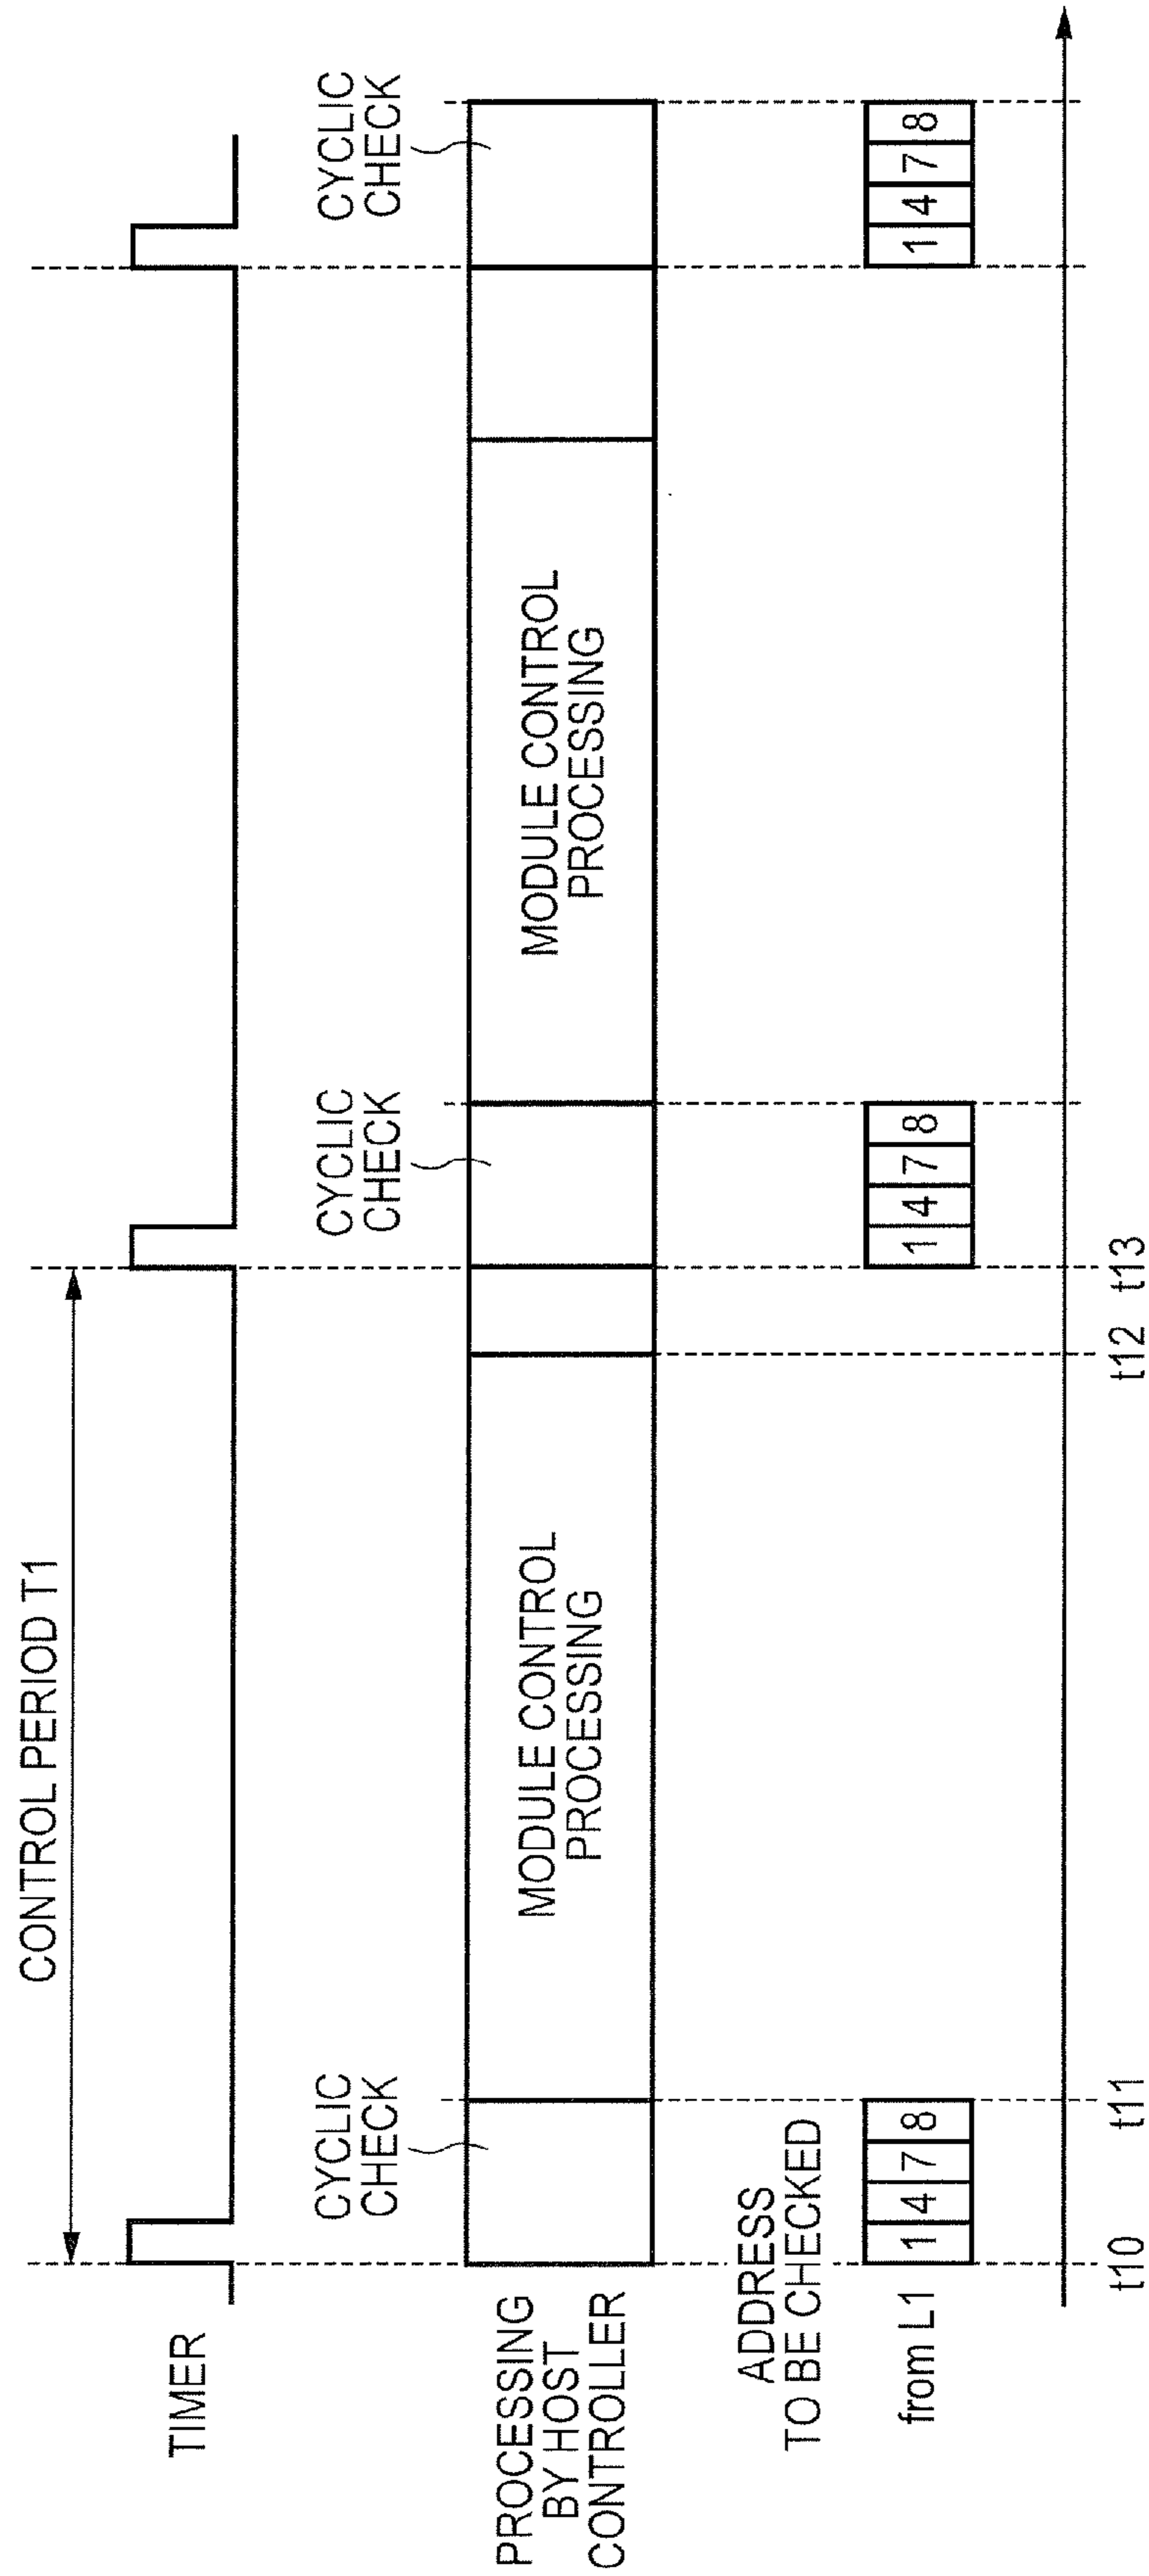 CONTROL PERIOD T1
TIMER
CYCLIC
CHECK
CYCLIC
CHECK
CYCLIC
CHECK
PROCESSING
BY HOST
CONTROLLER
MODULE CONTROL
PROCESSING
MODULE CONTROL
PROCESSING
ADDRESS
TO BE CHECKED
from L1
1 4 7 8
1 4 7 8
1 4 7 8
t10
t11
t12
t13